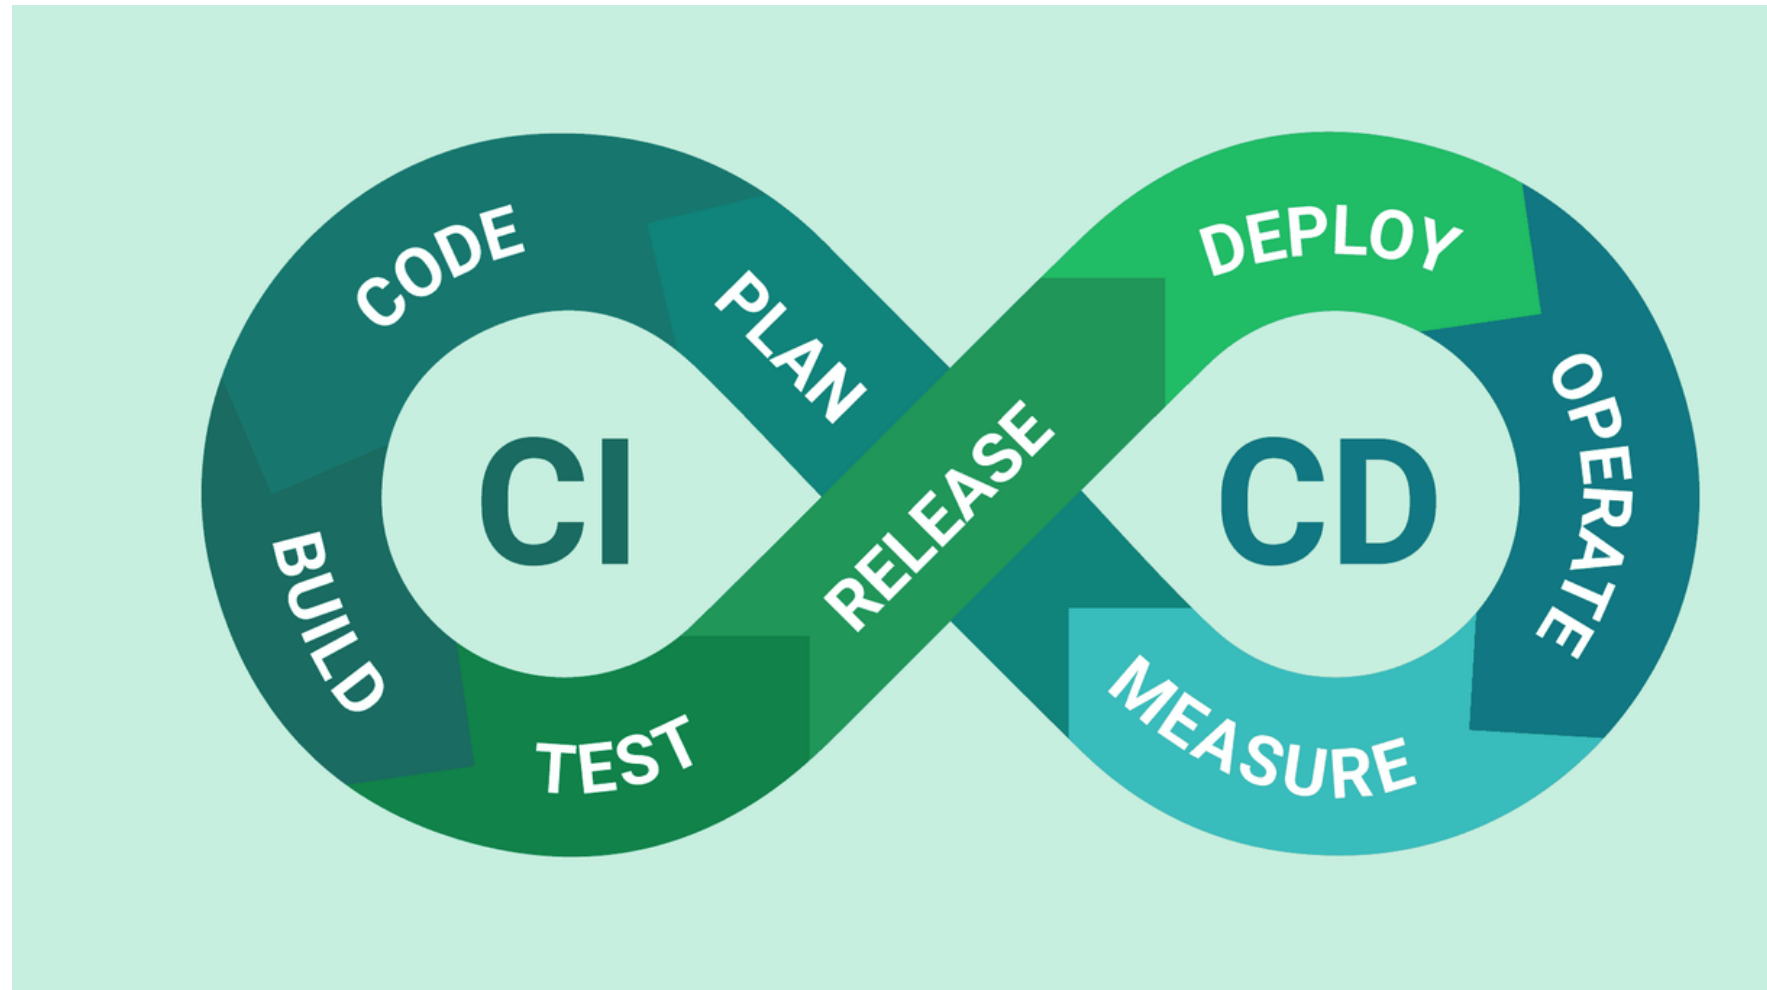 PLAN
CODE
BUILD
TEST
RELEASE
DEPLOY
OPERATE
MEASURE
CI
CD